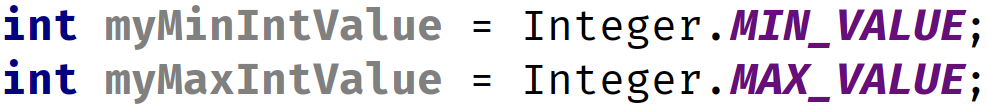 int myMinIntValue = Integer.MIN_VALUE;
int myMaxIntValue = Integer.MAX_VALUE;